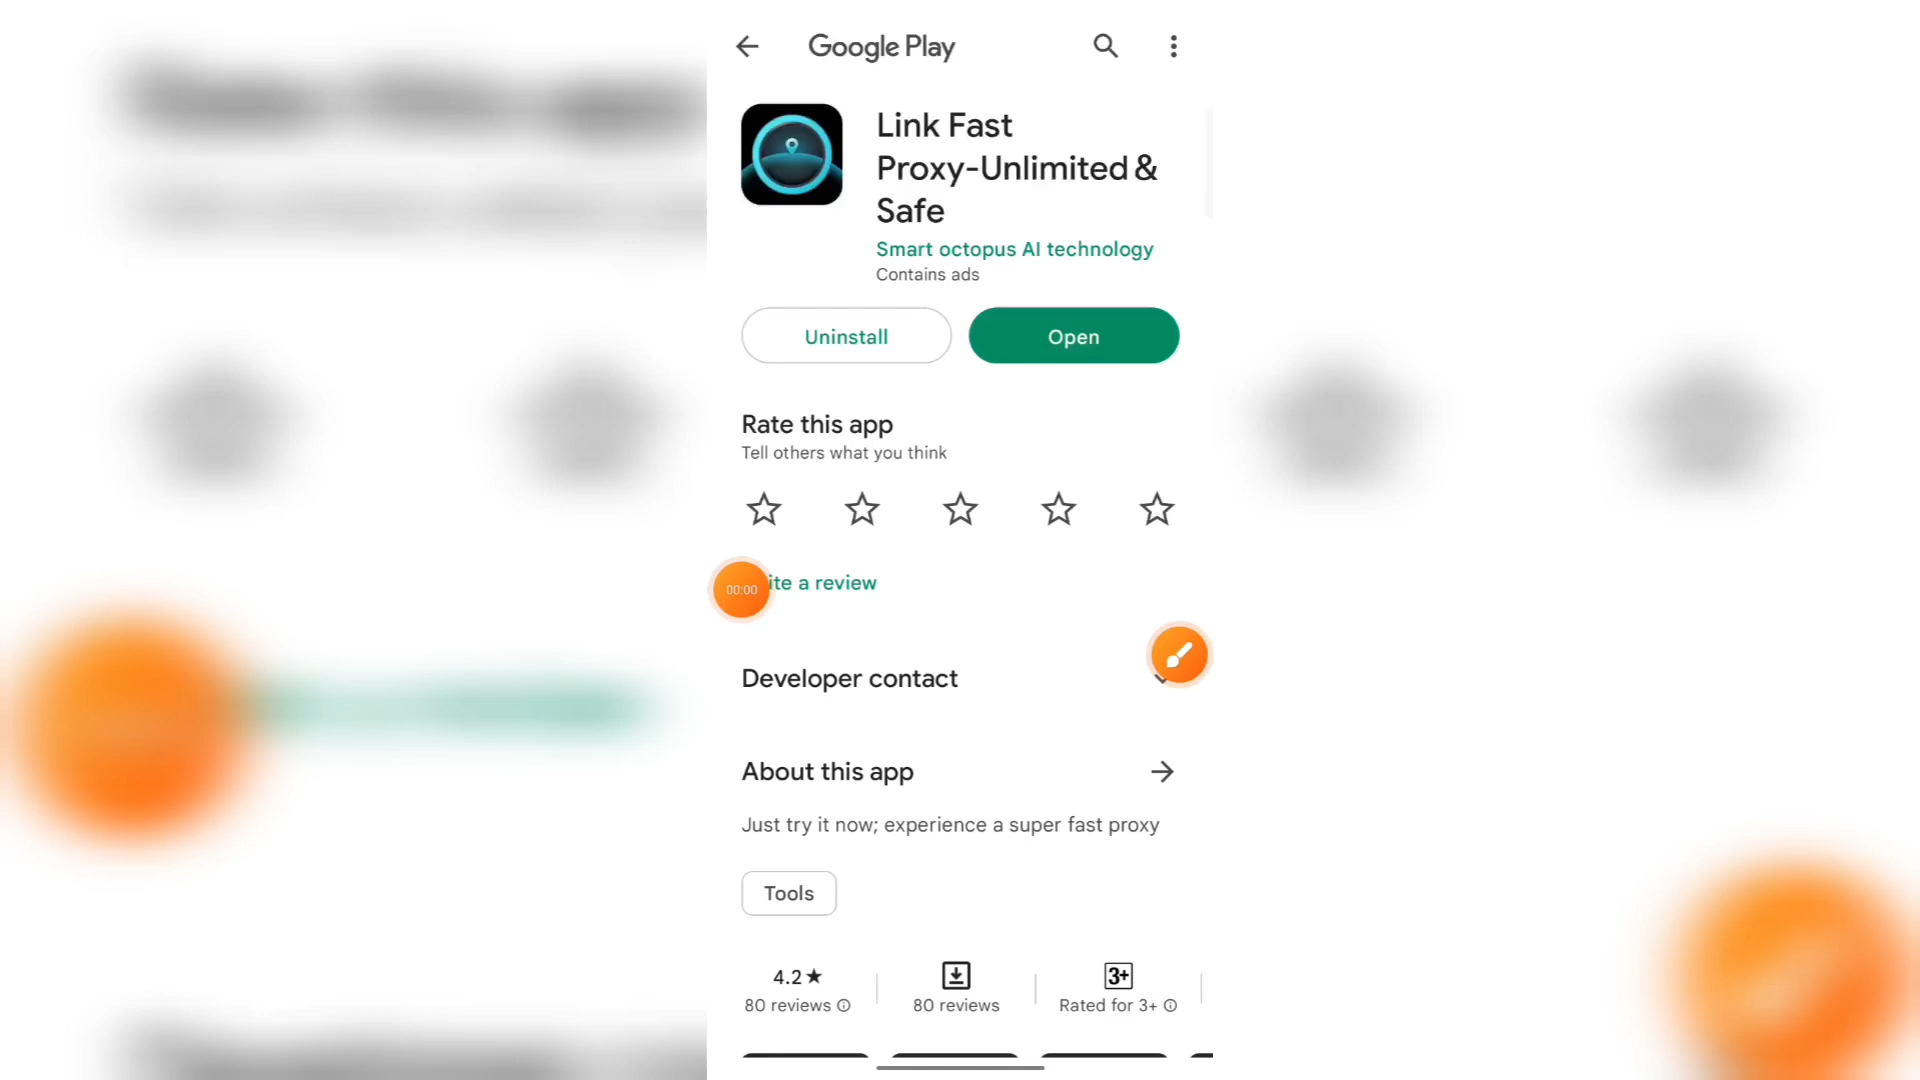 Google Play
Link Fast
Proxy-Unlimited &
Safe
Smart octopus AI technology
Contains ads
Uninstall
Open
Rate this app
Tell others what you think
00:00
ite a review
Developer contact
About this app
Just try it now; experience a super fast proxy
Tools
4.2★
3+
80 reviews
80 reviews
Rated for 3+